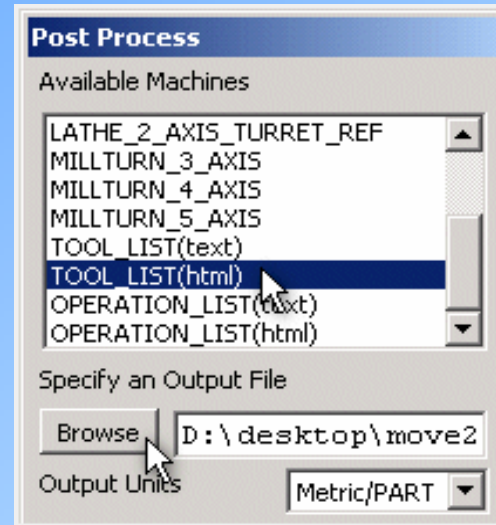 Post Process
Available Machines
LATHE_2_AXIS_TURRET_REF
MILLTURN_3_AXIS
MILLTURN_4_AXIS
MILLTURN_5_AXIS
TOOL_LIST(text)
TOOL_LIST(html)
OPERATION_LIST(text)
OPERATION_LIST(html)
Specify an Output File
Browse D:\desktop\move2
Output Units Metric/PART